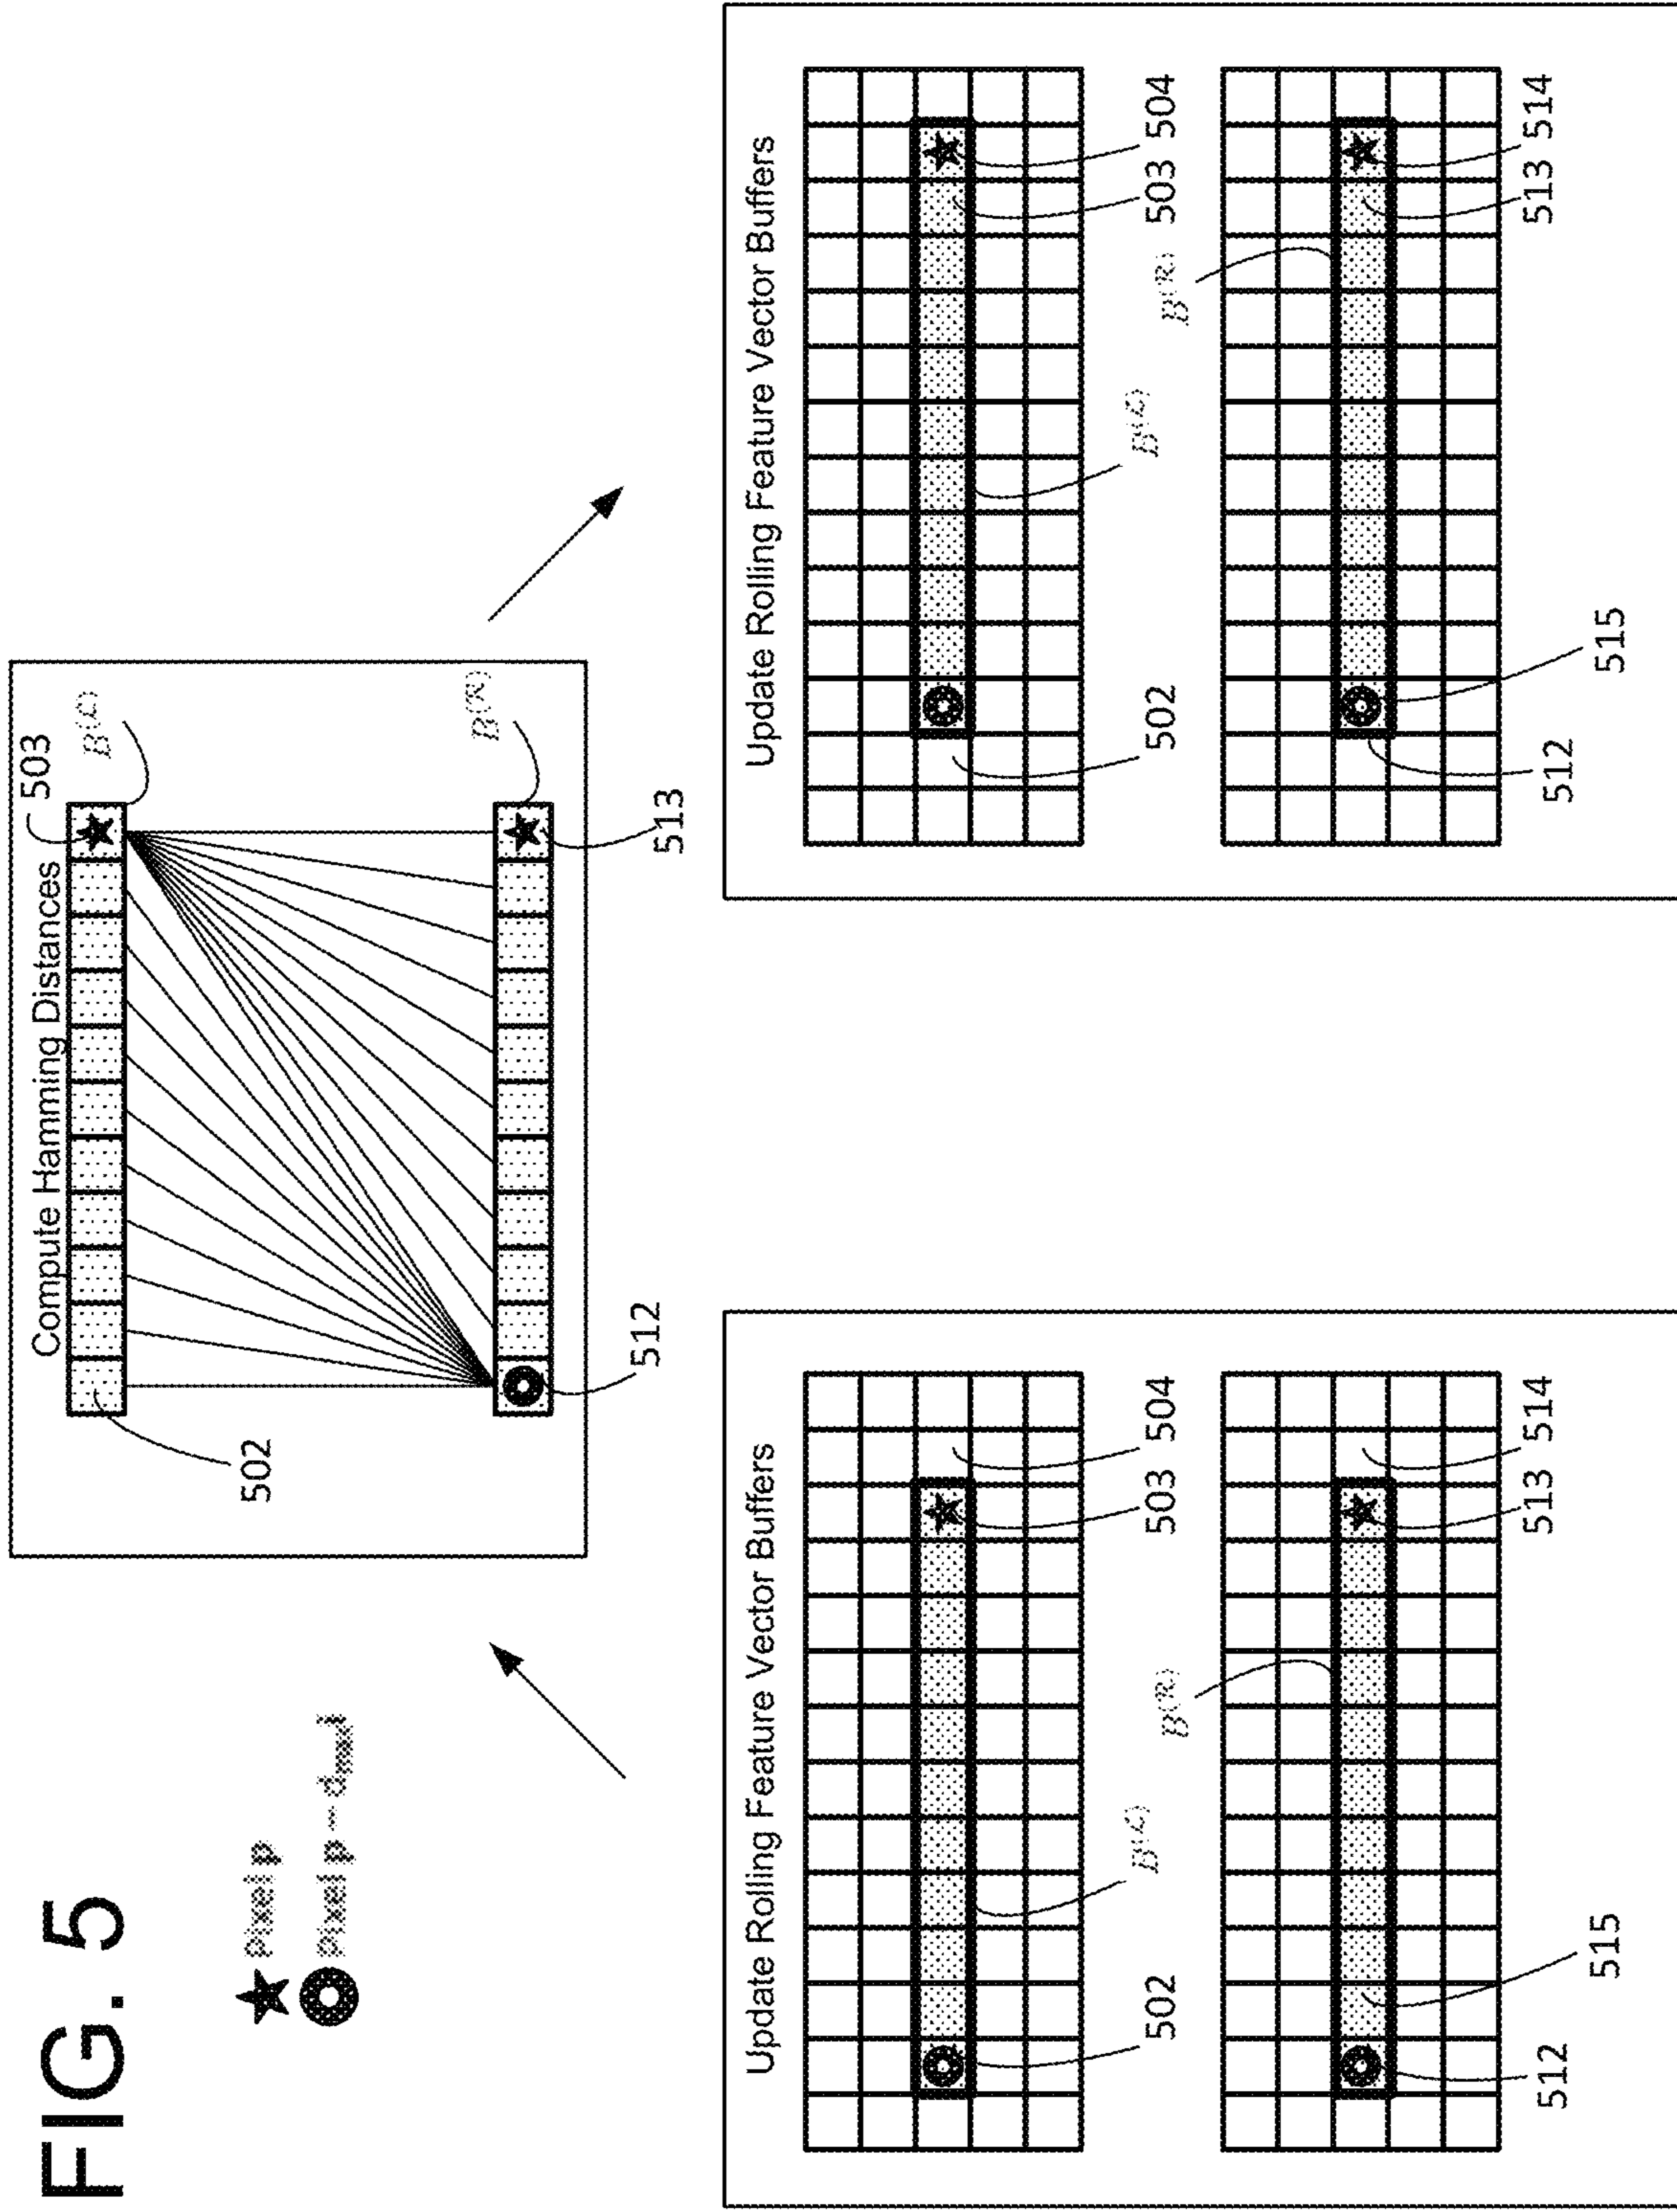 FIG. 5
Pixel p
Pixel p - d_max
Compute Hamming Distances
503
B^(L)
502
B^(R)
512
513
Update Rolling Feature Vector Buffers
502
B^(L)
503
504
B^(R)
515
512
513
514
Update Rolling Feature Vector Buffers
502
B^(L)
503
504
B^(R)
512
515
513
514